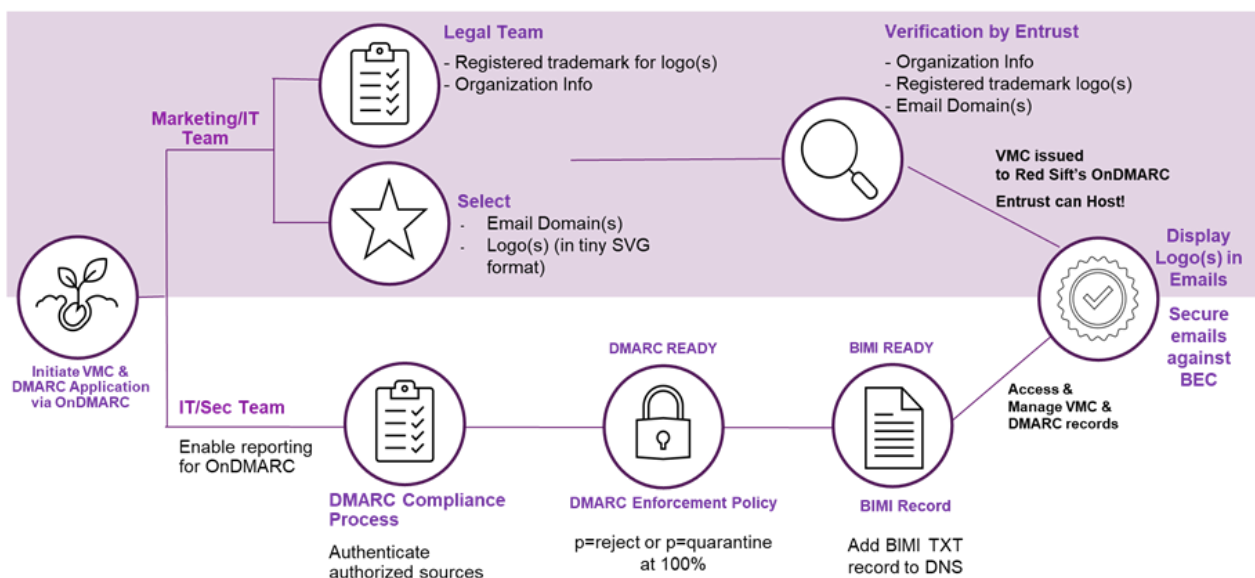 Legal Team
- Registered trademark for logo(s)
- Organization Info
Verification by Entrust
- Organization Info
- Registered trademark logo(s)
- Email Domain(s)
Marketing/IT
Team
VMC issued
to Red Sift's OnDMARC
Entrust can Host!
Select
- Email Domain(s)
- Logo(s) (in tiny SVG
format)
Display
Logo(s) in
Emails
Secure
emails
against
BEC
Initiate VMC &
DMARC Application
via OnDMARC
IT/Sec Team
Enable reporting
for OnDMARC
DMARC Compliance
Process
Authenticate
authorized sources
DMARC READY
DMARC Enforcement Policy
p=reject or p=quarantine
at 100%
BIMI READY
BIMI Record
Add BIMI TXT
record to DNS
Access &
Manage VMC &
DMARC records